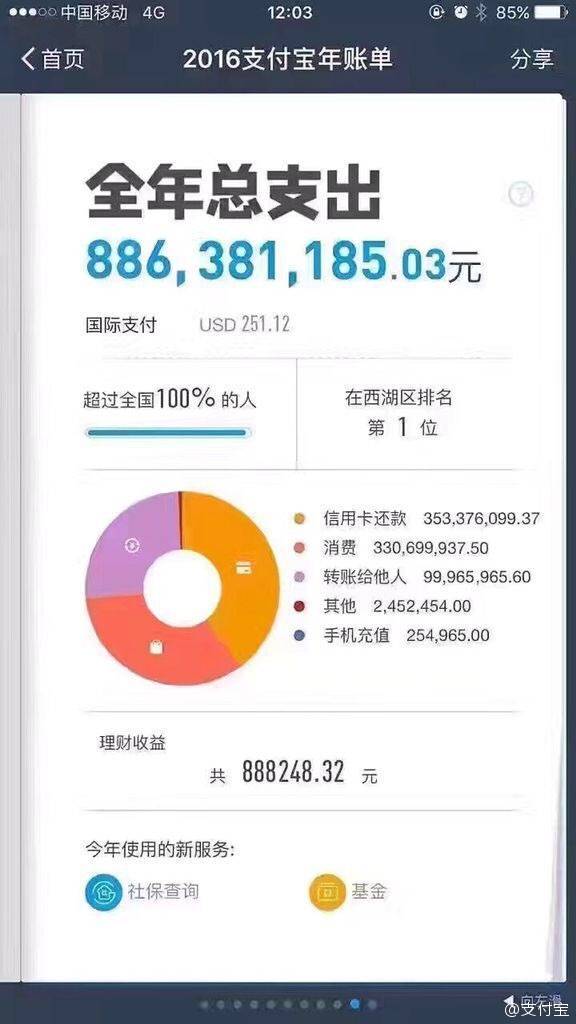 中国移动 4G 12:03 85%
首页 2016支付宝年账单 分享
全年总支出
886,381,185.03元
国际支付 USD 251.12
超过全国100% 的人
在西湖区排名
第 1 位
信用卡还款 353,376,099.37
消费 330,699,937.50
转账给他人 99,965,965.60
其他 2,452,454.00
手机充值 254,965.00
理财收益
共 888248.32 元
今年使用的新服务:
社保查询 基金
向左滑
@支付宝